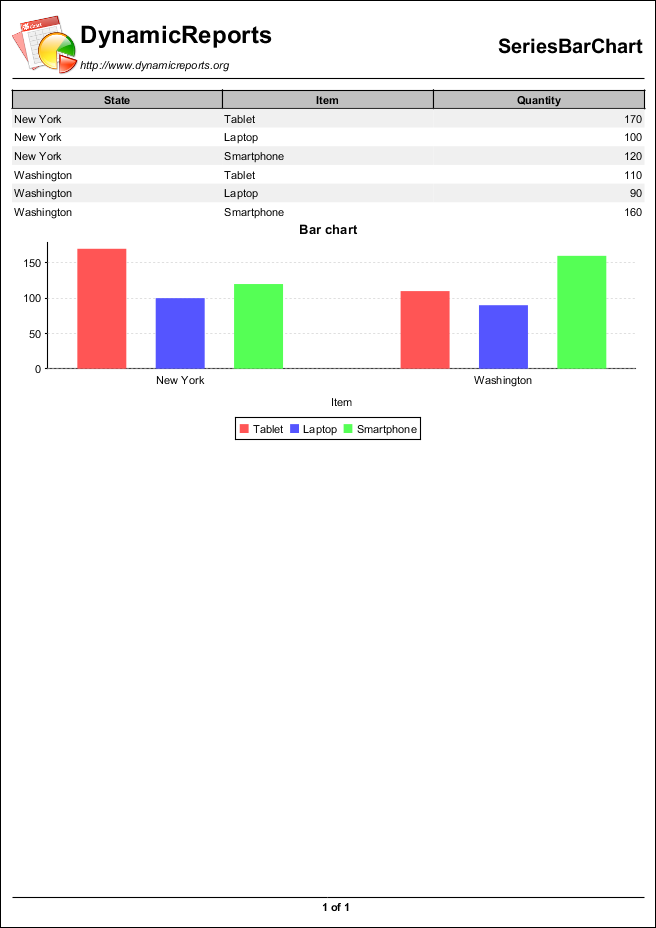 DynamicReports
http://www.dynamicreports.org
SeriesBarChart
State Item Quantity
New York Tablet 170
New York Laptop 100
New York Smartphone 120
Washington Tablet 110
Washington Laptop 90
Washington Smartphone 160
Bar chart
150
100
50
0
New York Washington
Item
Tablet Laptop Smartphone
1 of 1